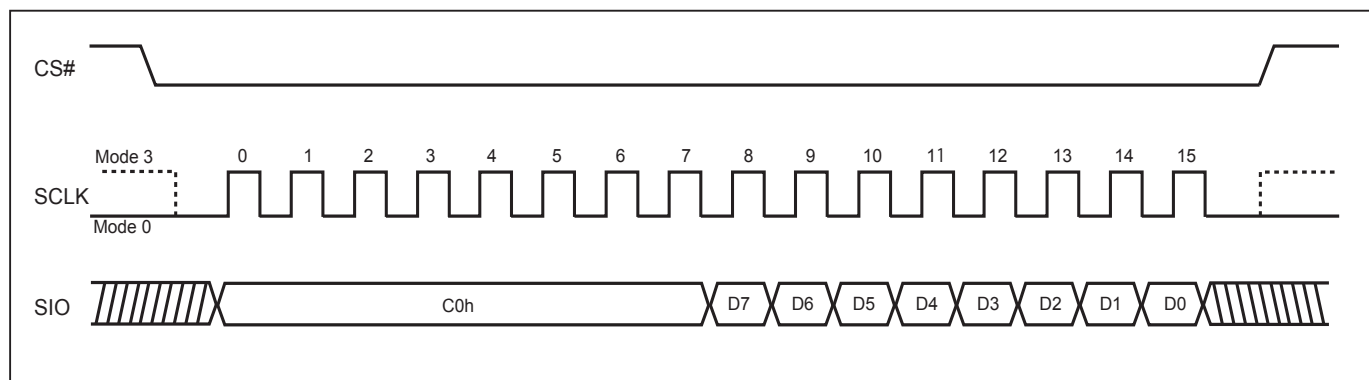 CS#
Mode 3
0 1 2 3 4 5 6 7 8 9 10 11 12 13 14 15
SCLK
Mode 0
SIO
C0h D7 D6 D5 D4 D3 D2 D1 D0